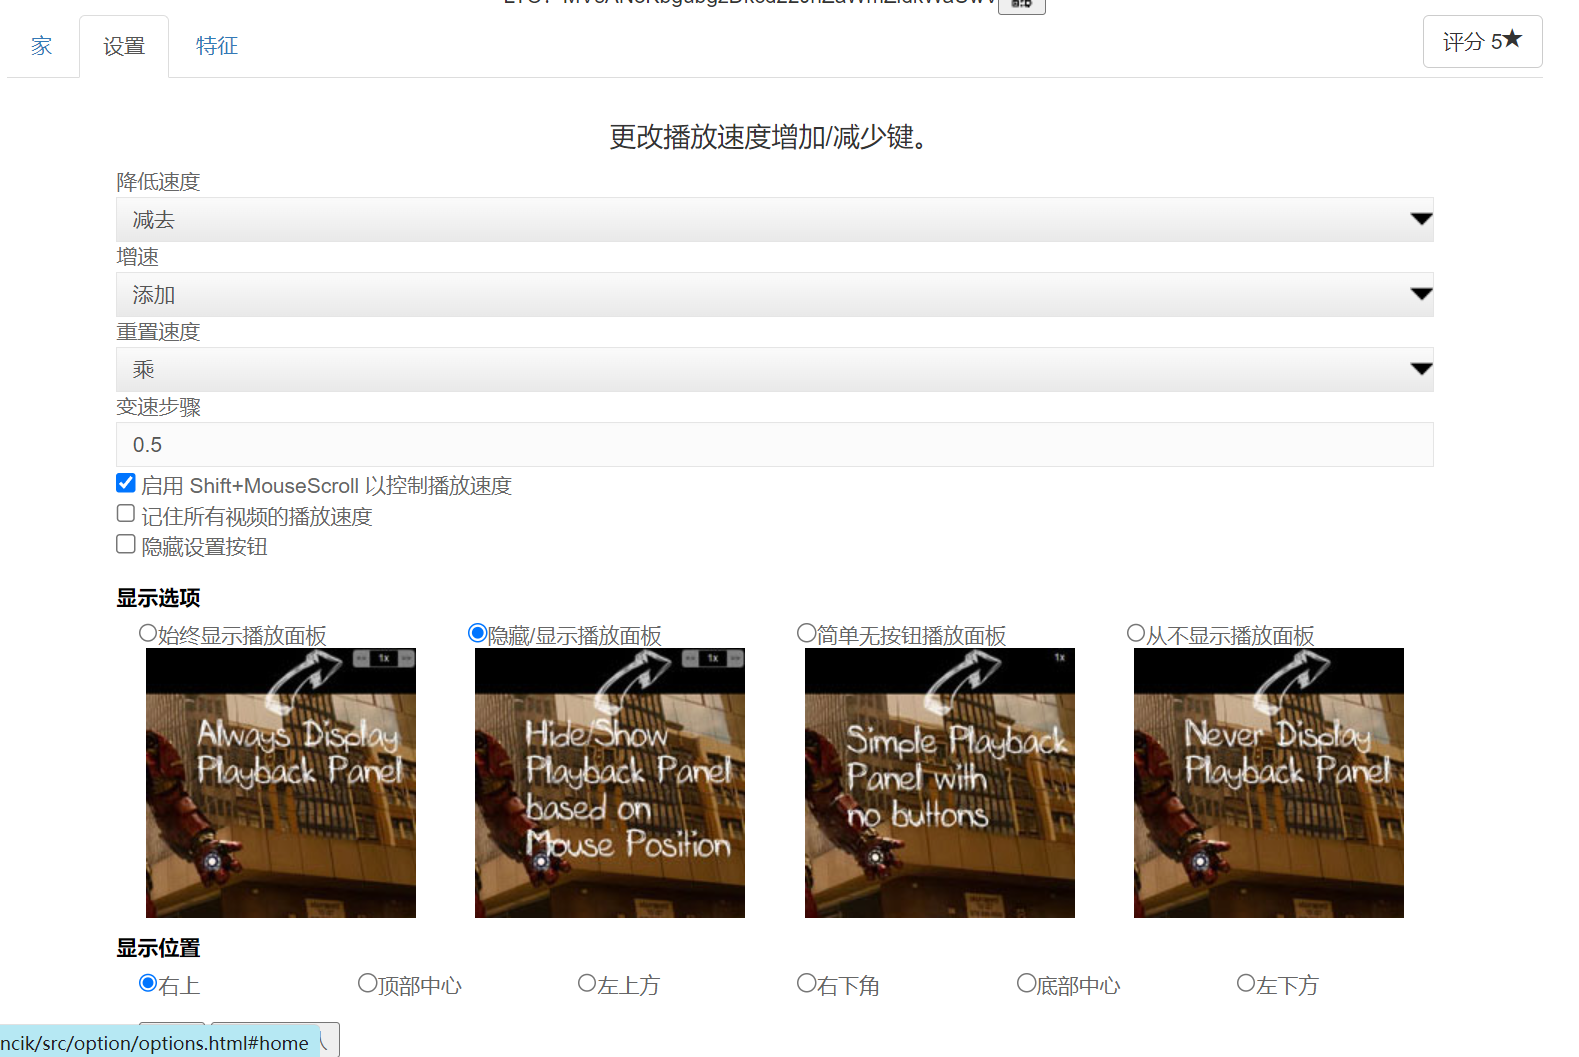 家
设置
特征
评分 5★
更改播放速度增加/减少键。
降低速度
减去
增速
添加
重置速度
乘
变速步骤
0.5
启用 Shift+MouseScroll 以控制播放速度
记住所有视频的播放速度
隐藏设置按钮
显示选项
始终显示播放面板
隐藏/显示播放面板
简单无按钮播放面板
从不显示播放面板
1x
Always Display
Playback Panel
1x
Hide/Show
Playback Panel
based on
Mouse Position
1x
Simple Playback
Panel with
no buttons
Never Display
Playback Panel
显示位置
右上
顶部中心
左上方
右下角
底部中心
左下方
ncik/src/option/options.html#home